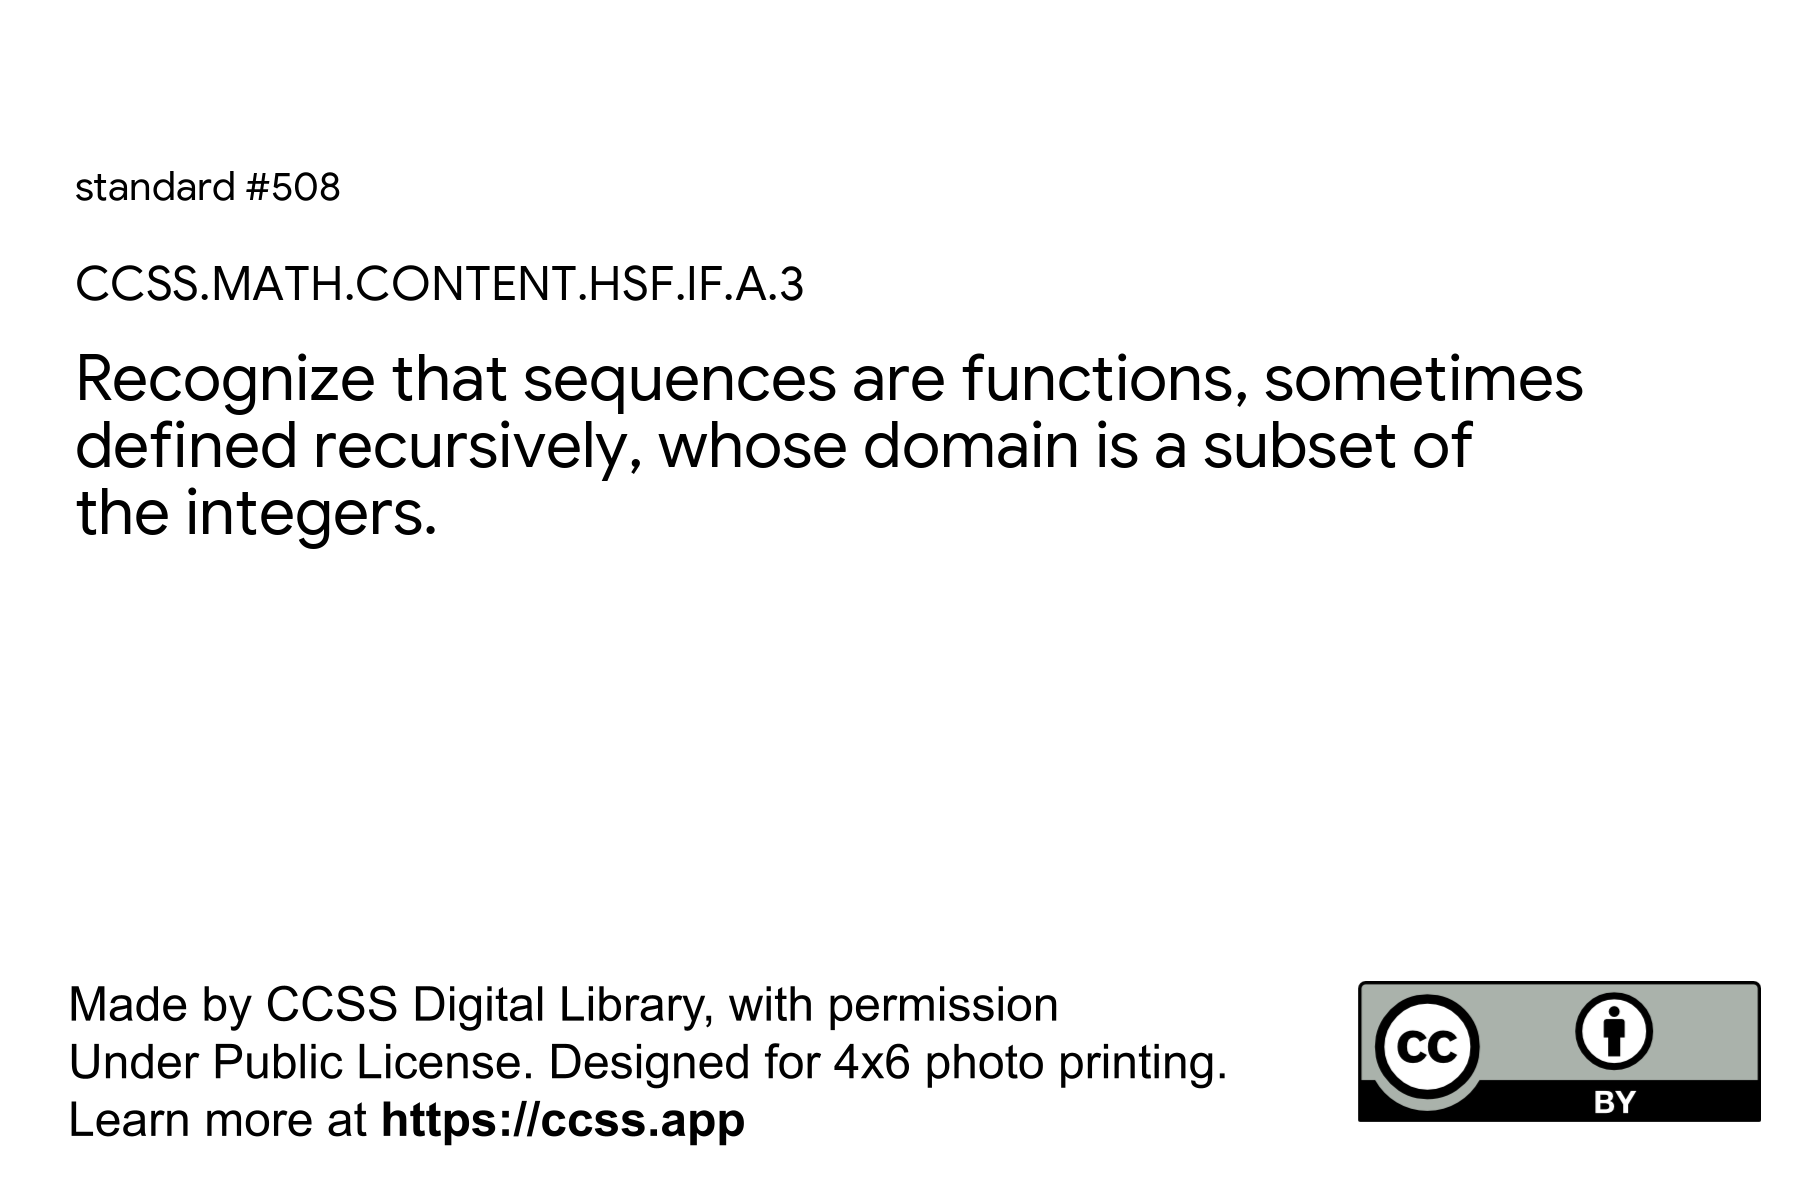 standard #508
CCSS.MATH.CONTENT.HSF.IF.A.3
Recognize that sequences are functions, sometimes
defined recursively, whose domain is a subset of
the integers.
Made by CCSS Digital Library, with permission
Under Public License. Designed for 4x6 photo printing.
Learn more at https://ccss.app
cc
BY